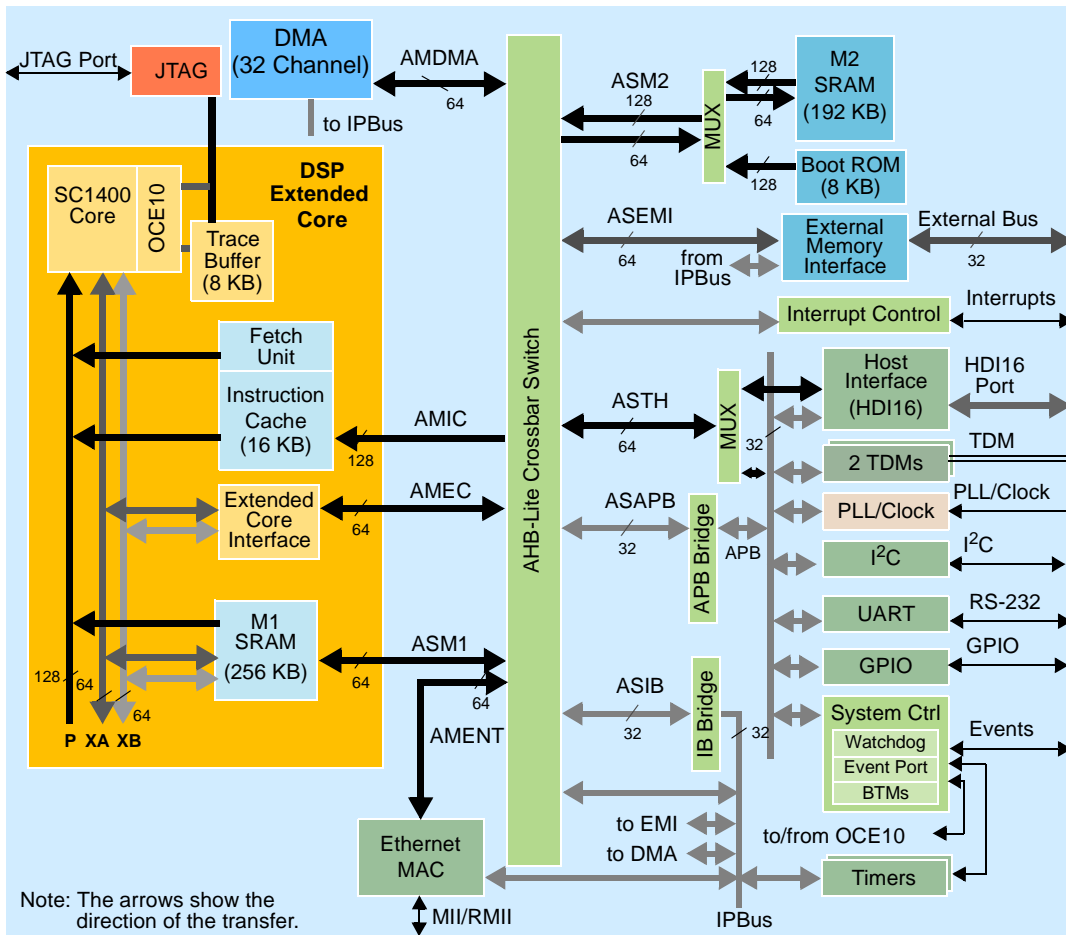 JTAG Port
JTAG
DMA
(32 Channel)
AMDMA
64
to IPBus
ASM2
128
64
MUX
128
64
128
M2
SRAM
(192 KB)
Boot ROM
(8 KB)
DSP
Extended
Core
SC1400
Core
OCE10
Trace
Buffer
(8 KB)
ASEMI
64
from
IPBus
External
Memory
Interface
External Bus
32
Interrupt Control
Interrupts
Fetch
Unit
Instruction
Cache
(16 KB)
AMIC
128
AHB-Lite Crossbar Switch
ASTH
64
MUX
32
Host
Interface
(HDI16)
HDI16
Port
2 TDMs
TDM
Extended
Core
Interface
64
AMEC
ASAPB
32
APB Bridge
APB
PLL/Clock
PLL/Clock
I²C
I²C
UART
RS-232
GPIO
GPIO
M1
SRAM
(256 KB)
ASM1
64
64
AMENT
128
64
64
P
XA
XB
ASIB
32
IB Bridge
32
System Ctrl
Watchdog
Event Port
BTMs
Events
to EMI
to DMA
to/from OCE10
Ethernet
MAC
MII/RMII
IPBus
Timers
Note: The arrows show the
direction of the transfer.